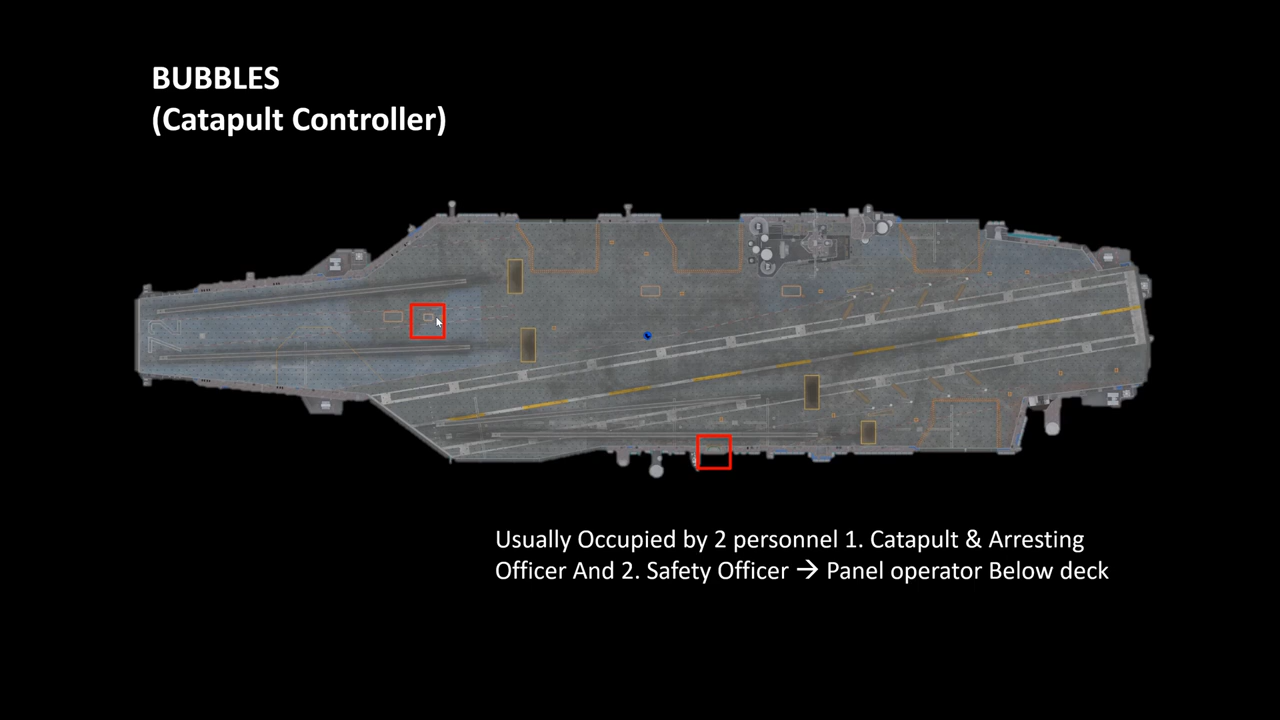 BUBBLES
(Catapult Controller)
Usually Occupied by 2 personnel 1. Catapult & Arresting
Officer And 2. Safety Officer → Panel operator Below deck